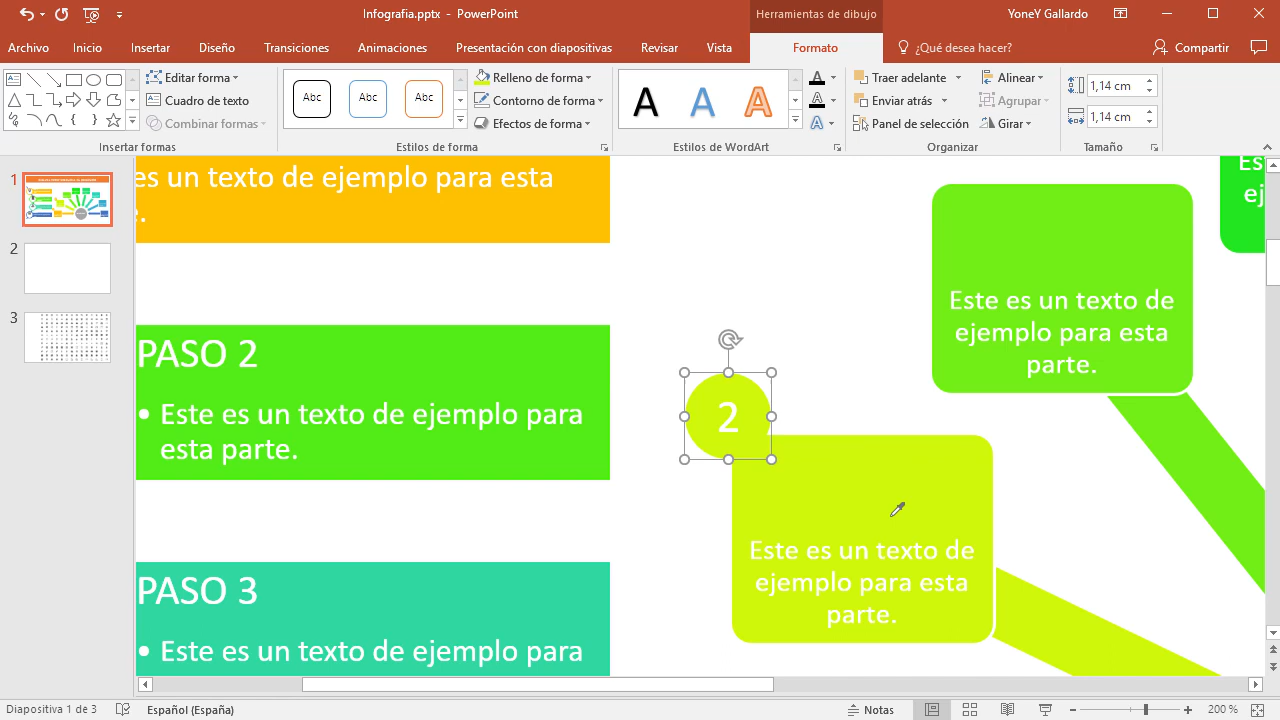 Infografia.pptx - PowerPoint
Herramientas de dibujo
YoneY Gallardo
Archivo
Inicio
Insertar
Diseño
Transiciones
Animaciones
Presentación con diapositivas
Revisar
Vista
Formato
¿Qué desea hacer?
Compartir
Editar forma
Cuadro de texto
Combinar formas
Insertar formas
Abc
Abc
Abc
Relleno de forma
Contorno de forma
Efectos de forma
Estilos de forma
A
A
A
A
A
A
Estilos de WordArt
Traer adelante
Enviar atrás
Panel de selección
Alinear
Agrupar
Girar
Organizar
1,14 cm
1,14 cm
Tamaño
1
2
3
es un texto de ejemplo para esta
e.
PASO 2
• Este es un texto de ejemplo para
esta parte.
PASO 3
• Este es un texto de ejemplo para
2
Este es un texto de
ejemplo para esta
parte.
Este es un texto de
ejemplo para esta
parte.
Es
ej
Diapositiva 1 de 3
Español (España)
Notas
200 %